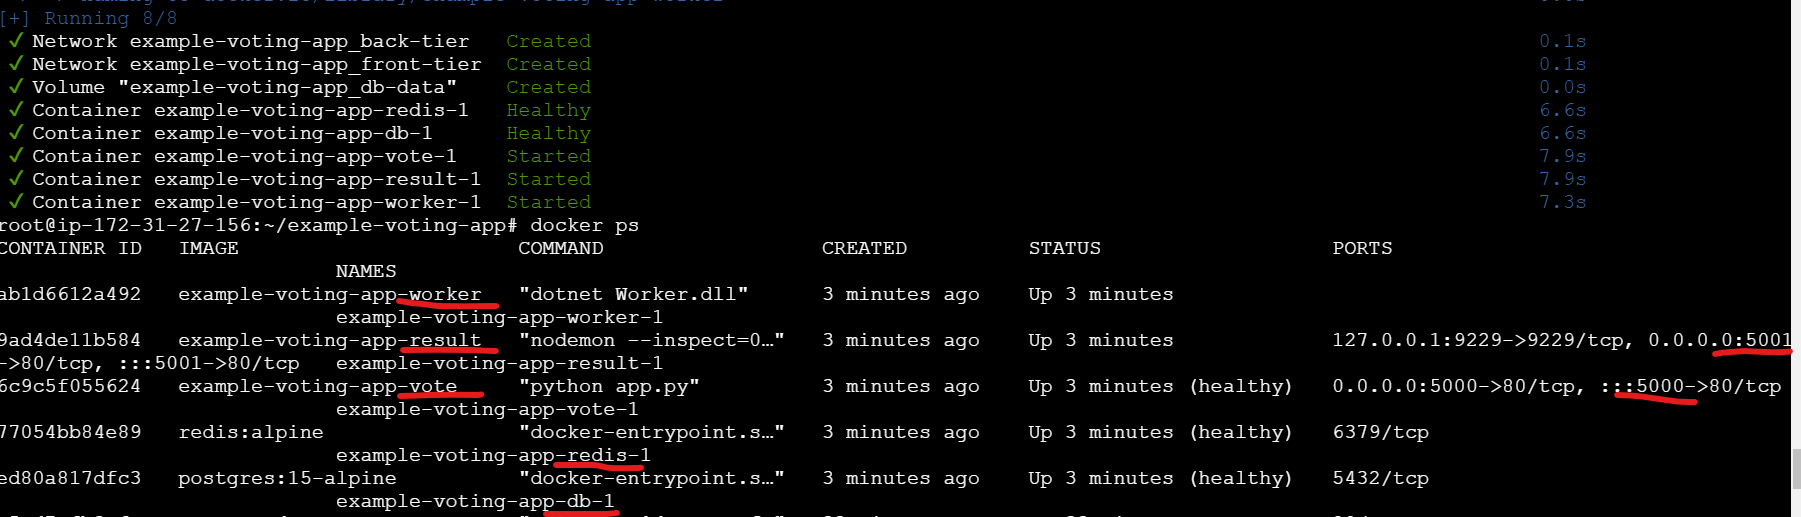 [+] Running 8/8
✓ Network example-voting-app_back-tier Created 0.1s
✓ Network example-voting-app_front-tier Created 0.1s
✓ Volume "example-voting-app_db-data" Created 0.0s
✓ Container example-voting-app-redis-1 Healthy 6.6s
✓ Container example-voting-app-db-1 Healthy 6.6s
✓ Container example-voting-app-vote-1 Started 7.9s
✓ Container example-voting-app-result-1 Started 7.9s
✓ Container example-voting-app-worker-1 Started 7.3s
root@ip-172-31-27-156:~/example-voting-app# docker ps
CONTAINER ID IMAGE COMMAND CREATED STATUS PORTS
NAMES
ab1d6612a492 example-voting-app-worker "dotnet Worker.dll" 3 minutes ago Up 3 minutes
example-voting-app-worker-1
9ad4de11b584 example-voting-app-result "nodemon --inspect=0…" 3 minutes ago Up 3 minutes 127.0.0.1:9229->9229/tcp, 0.0.0.0:5001
->80/tcp, :::5001->80/tcp example-voting-app-result-1
6c9c5f055624 example-voting-app-vote "python app.py" 3 minutes ago Up 3 minutes (healthy) 0.0.0.0:5000->80/tcp, :::5000->80/tcp
example-voting-app-vote-1
77054bb84e89 redis:alpine "docker-entrypoint.s…" 3 minutes ago Up 3 minutes (healthy) 6379/tcp
example-voting-app-redis-1
ed80a817dfc3 postgres:15-alpine "docker-entrypoint.s…" 3 minutes ago Up 3 minutes (healthy) 5432/tcp
example-voting-app-db-1